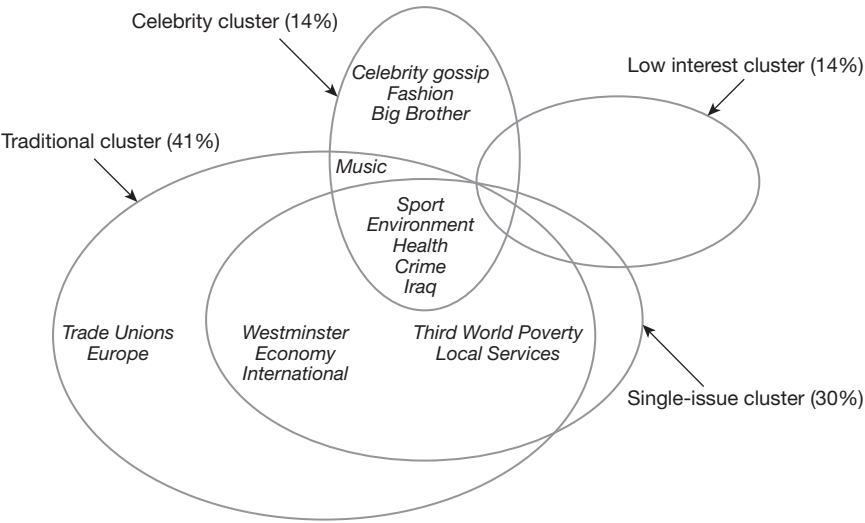 Celebrity cluster (14%)
Low interest cluster (14%)
Celebrity gossip
Fashion
Big Brother
Traditional cluster (41%)
Music
Sport
Environment
Health
Crime
Iraq
Trade Unions
Europe
Westminster
Economy
International
Third World Poverty
Local Services
Single-issue cluster (30%)